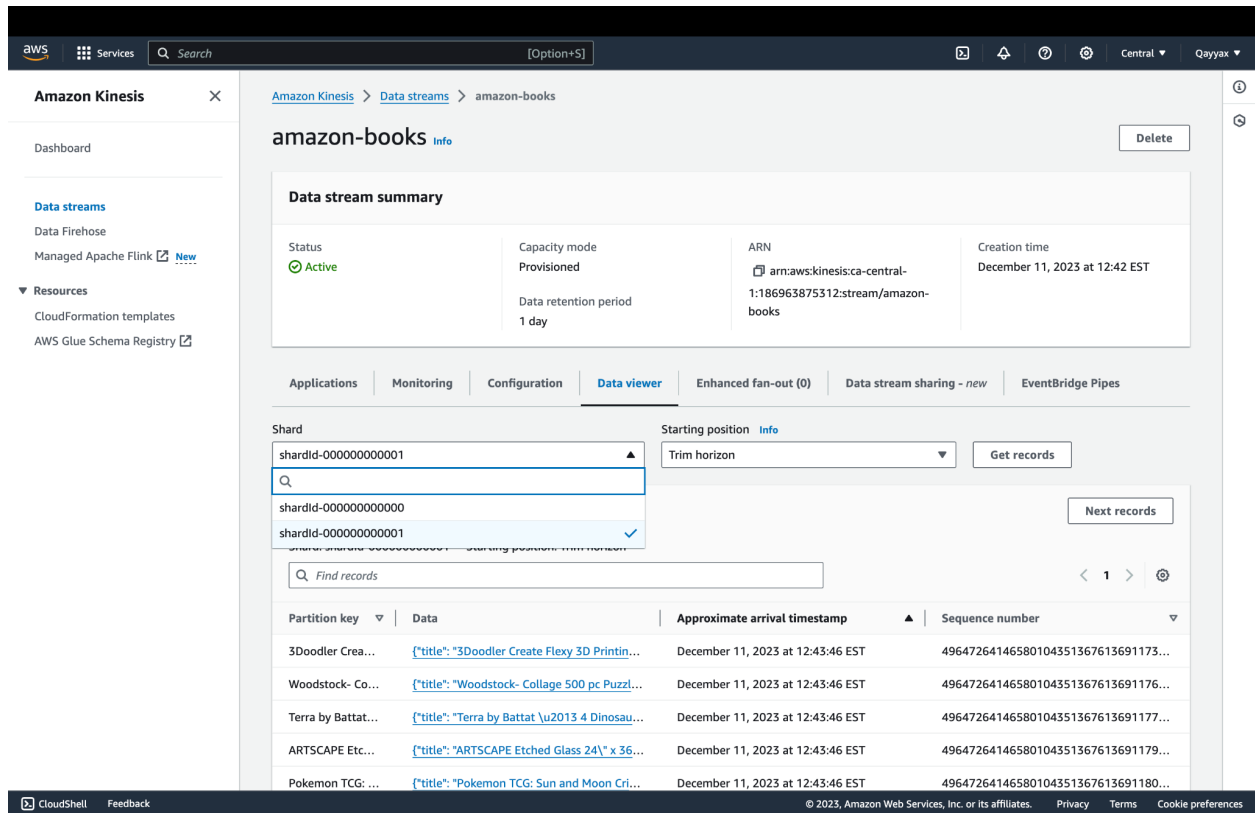 aws Services Search [Option+S] Central ▼ Qayyax ▼
Amazon Kinesis
Dashboard
Data streams
Data Firehose
Managed Apache Flink New
▼ Resources
CloudFormation templates
AWS Glue Schema Registry
Amazon Kinesis > Data streams > amazon-books
amazon-books Info
Delete
Data stream summary
Status
Active
Capacity mode
Provisioned
Data retention period
1 day
ARN
arn:aws:kinesis:ca-central-
1:186963875312:stream/amazon-
books
Creation time
December 11, 2023 at 12:42 EST
Applications Monitoring Configuration Data viewer Enhanced fan-out (0) Data stream sharing - new EventBridge Pipes
Shard
shardId-000000000001
Starting position Info
Trim horizon
Get records
shardId-000000000000
shardId-000000000001
Next records
Shard: shardId-000000000001 Starting position: Trim horizon
Find records
1
Partition key Data Approximate arrival timestamp Sequence number
3Doodler Crea... {"title": "3Doodler Create Flexy 3D Printin... December 11, 2023 at 12:43:46 EST 49647264146580104351367613691173...
Woodstock- Co... {"title": "Woodstock- Collage 500 pc Puzzl... December 11, 2023 at 12:43:46 EST 49647264146580104351367613691176...
Terra by Battat... {"title": "Terra by Battat \u2013 4 Dinosau... December 11, 2023 at 12:43:46 EST 49647264146580104351367613691177...
ARTSCAPE Etc... {"title": "ARTSCAPE Etched Glass 24\" x 36... December 11, 2023 at 12:43:46 EST 49647264146580104351367613691179...
Pokemon TCG: ... {"title": "Pokemon TCG: Sun and Moon Cri... December 11, 2023 at 12:43:46 EST 49647264146580104351367613691180...
CloudShell Feedback © 2023, Amazon Web Services, Inc. or its affiliates. Privacy Terms Cookie preferences